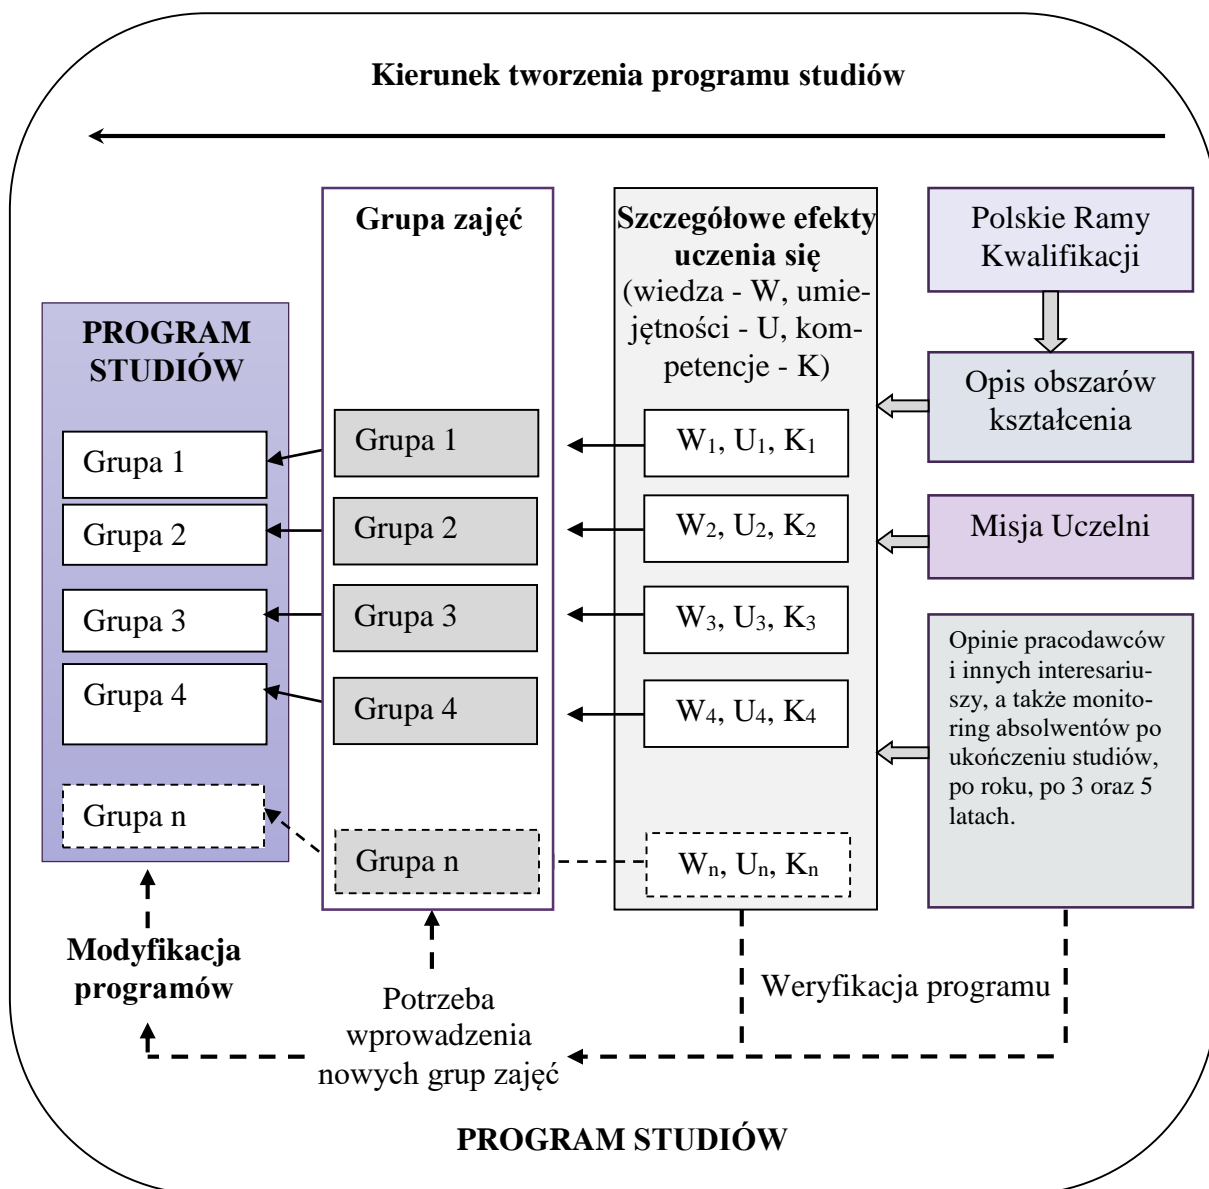 Kierunek tworzenia programu studiów
PROGRAM
STUDIÓW
Grupa 1
Grupa 2
Grupa 3
Grupa 4
Grupa n
Grupa zajęć
Grupa 1
Grupa 2
Grupa 3
Grupa 4
Grupa n
Szczegółowe efekty
uczenia się
(wiedza - W, umie-
jętności - U, kom-
petencje - K)
W₁, U₁, K₁
W₂, U₂, K₂
W₃, U₃, K₃
W₄, U₄, K₄
Wₙ, Uₙ, Kₙ
Polskie Ramy
Kwalifikacji
Opis obszarów
kształcenia
Misja Uczelni
Opinie pracodawców
i innych interesariu-
szy, a także monito-
ring absolwentów po
ukończeniu studiów,
po roku, po 3 oraz 5
latach.
Modyfikacja
programów
Potrzeba
wprowadzenia
nowych grup zajęć
Weryfikacja programu
PROGRAM STUDIÓW